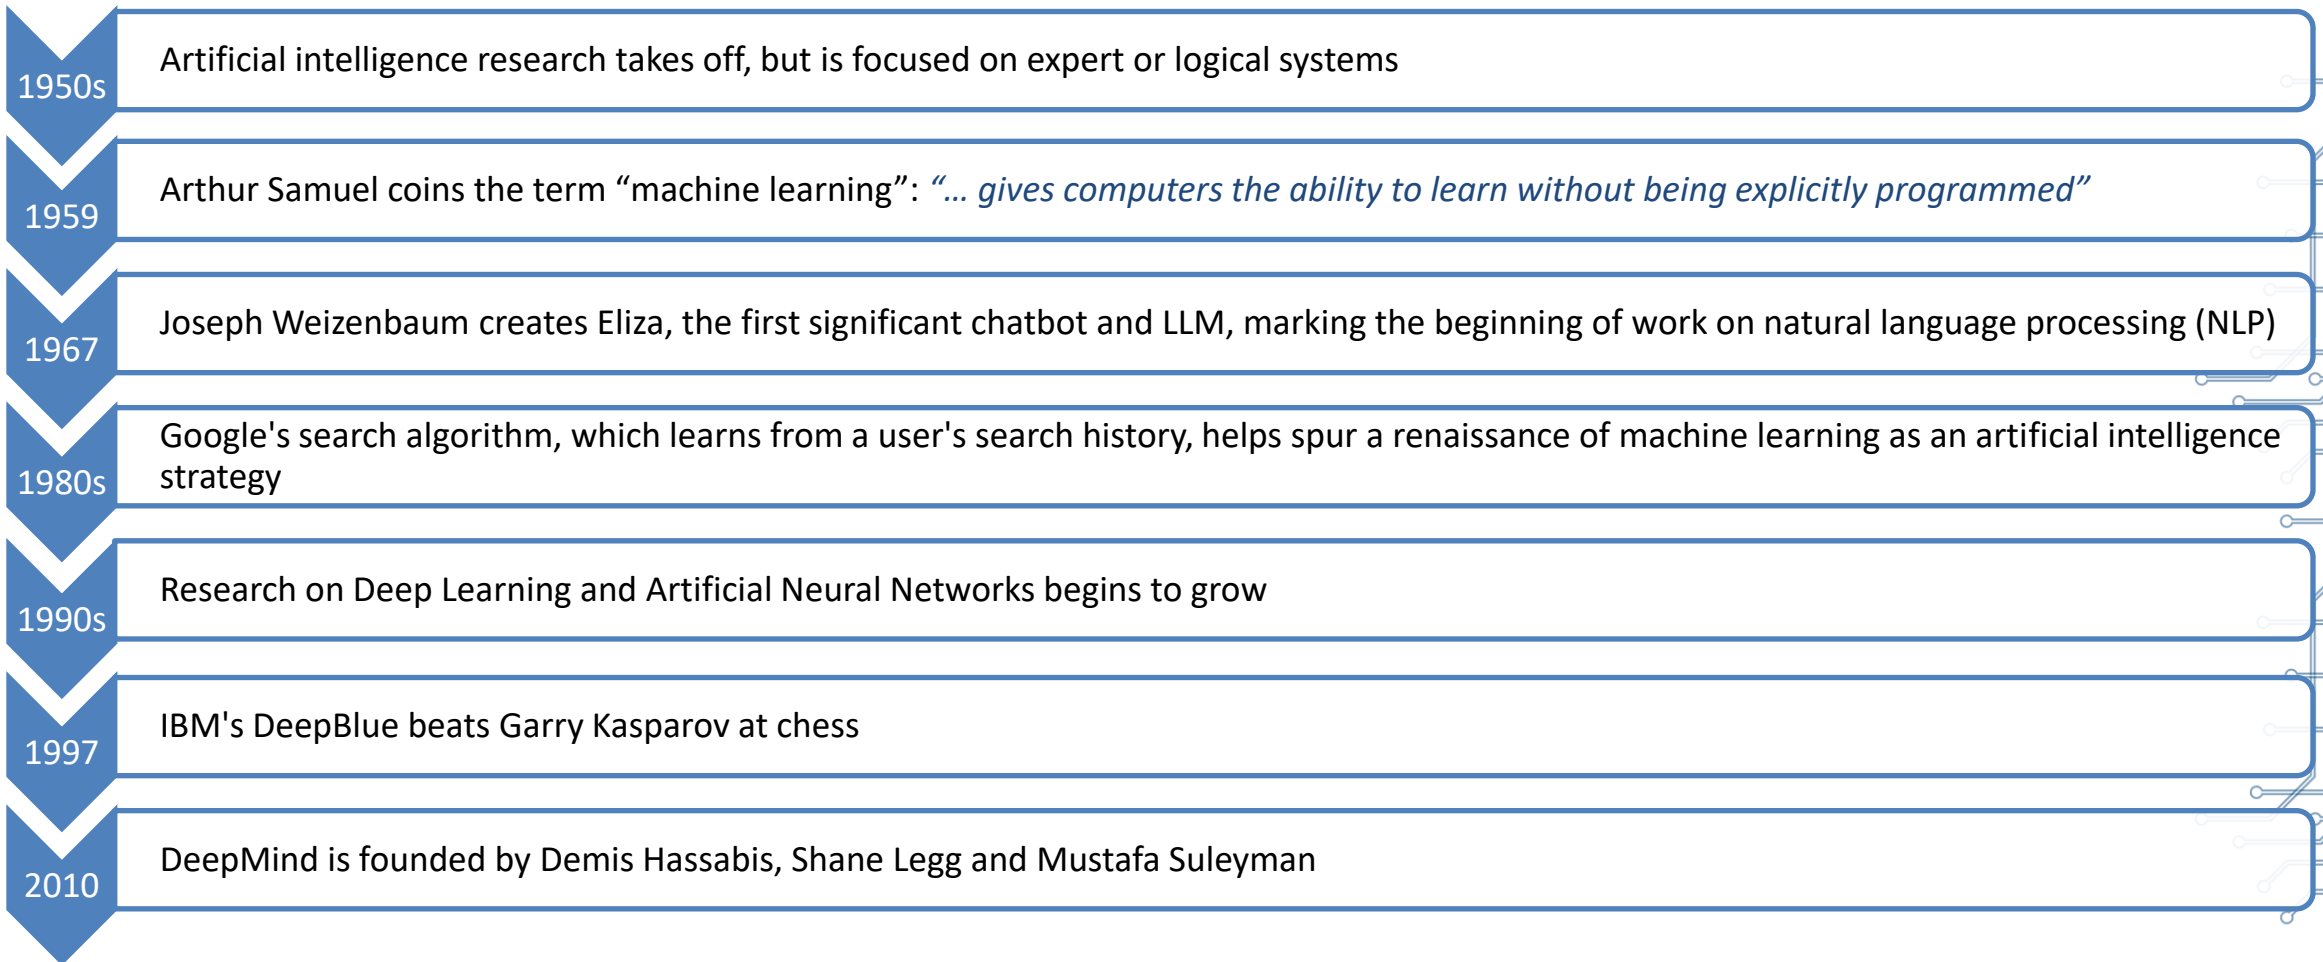 1950s
Artificial intelligence research takes off, but is focused on expert or logical systems
1959
Arthur Samuel coins the term “machine learning”: “… gives computers the ability to learn without being explicitly programmed”
1967
Joseph Weizenbaum creates Eliza, the first significant chatbot and LLM, marking the beginning of work on natural language processing (NLP)
1980s
Google's search algorithm, which learns from a user's search history, helps spur a renaissance of machine learning as an artificial intelligence
strategy
1990s
Research on Deep Learning and Artificial Neural Networks begins to grow
1997
IBM's DeepBlue beats Garry Kasparov at chess
2010
DeepMind is founded by Demis Hassabis, Shane Legg and Mustafa Suleyman